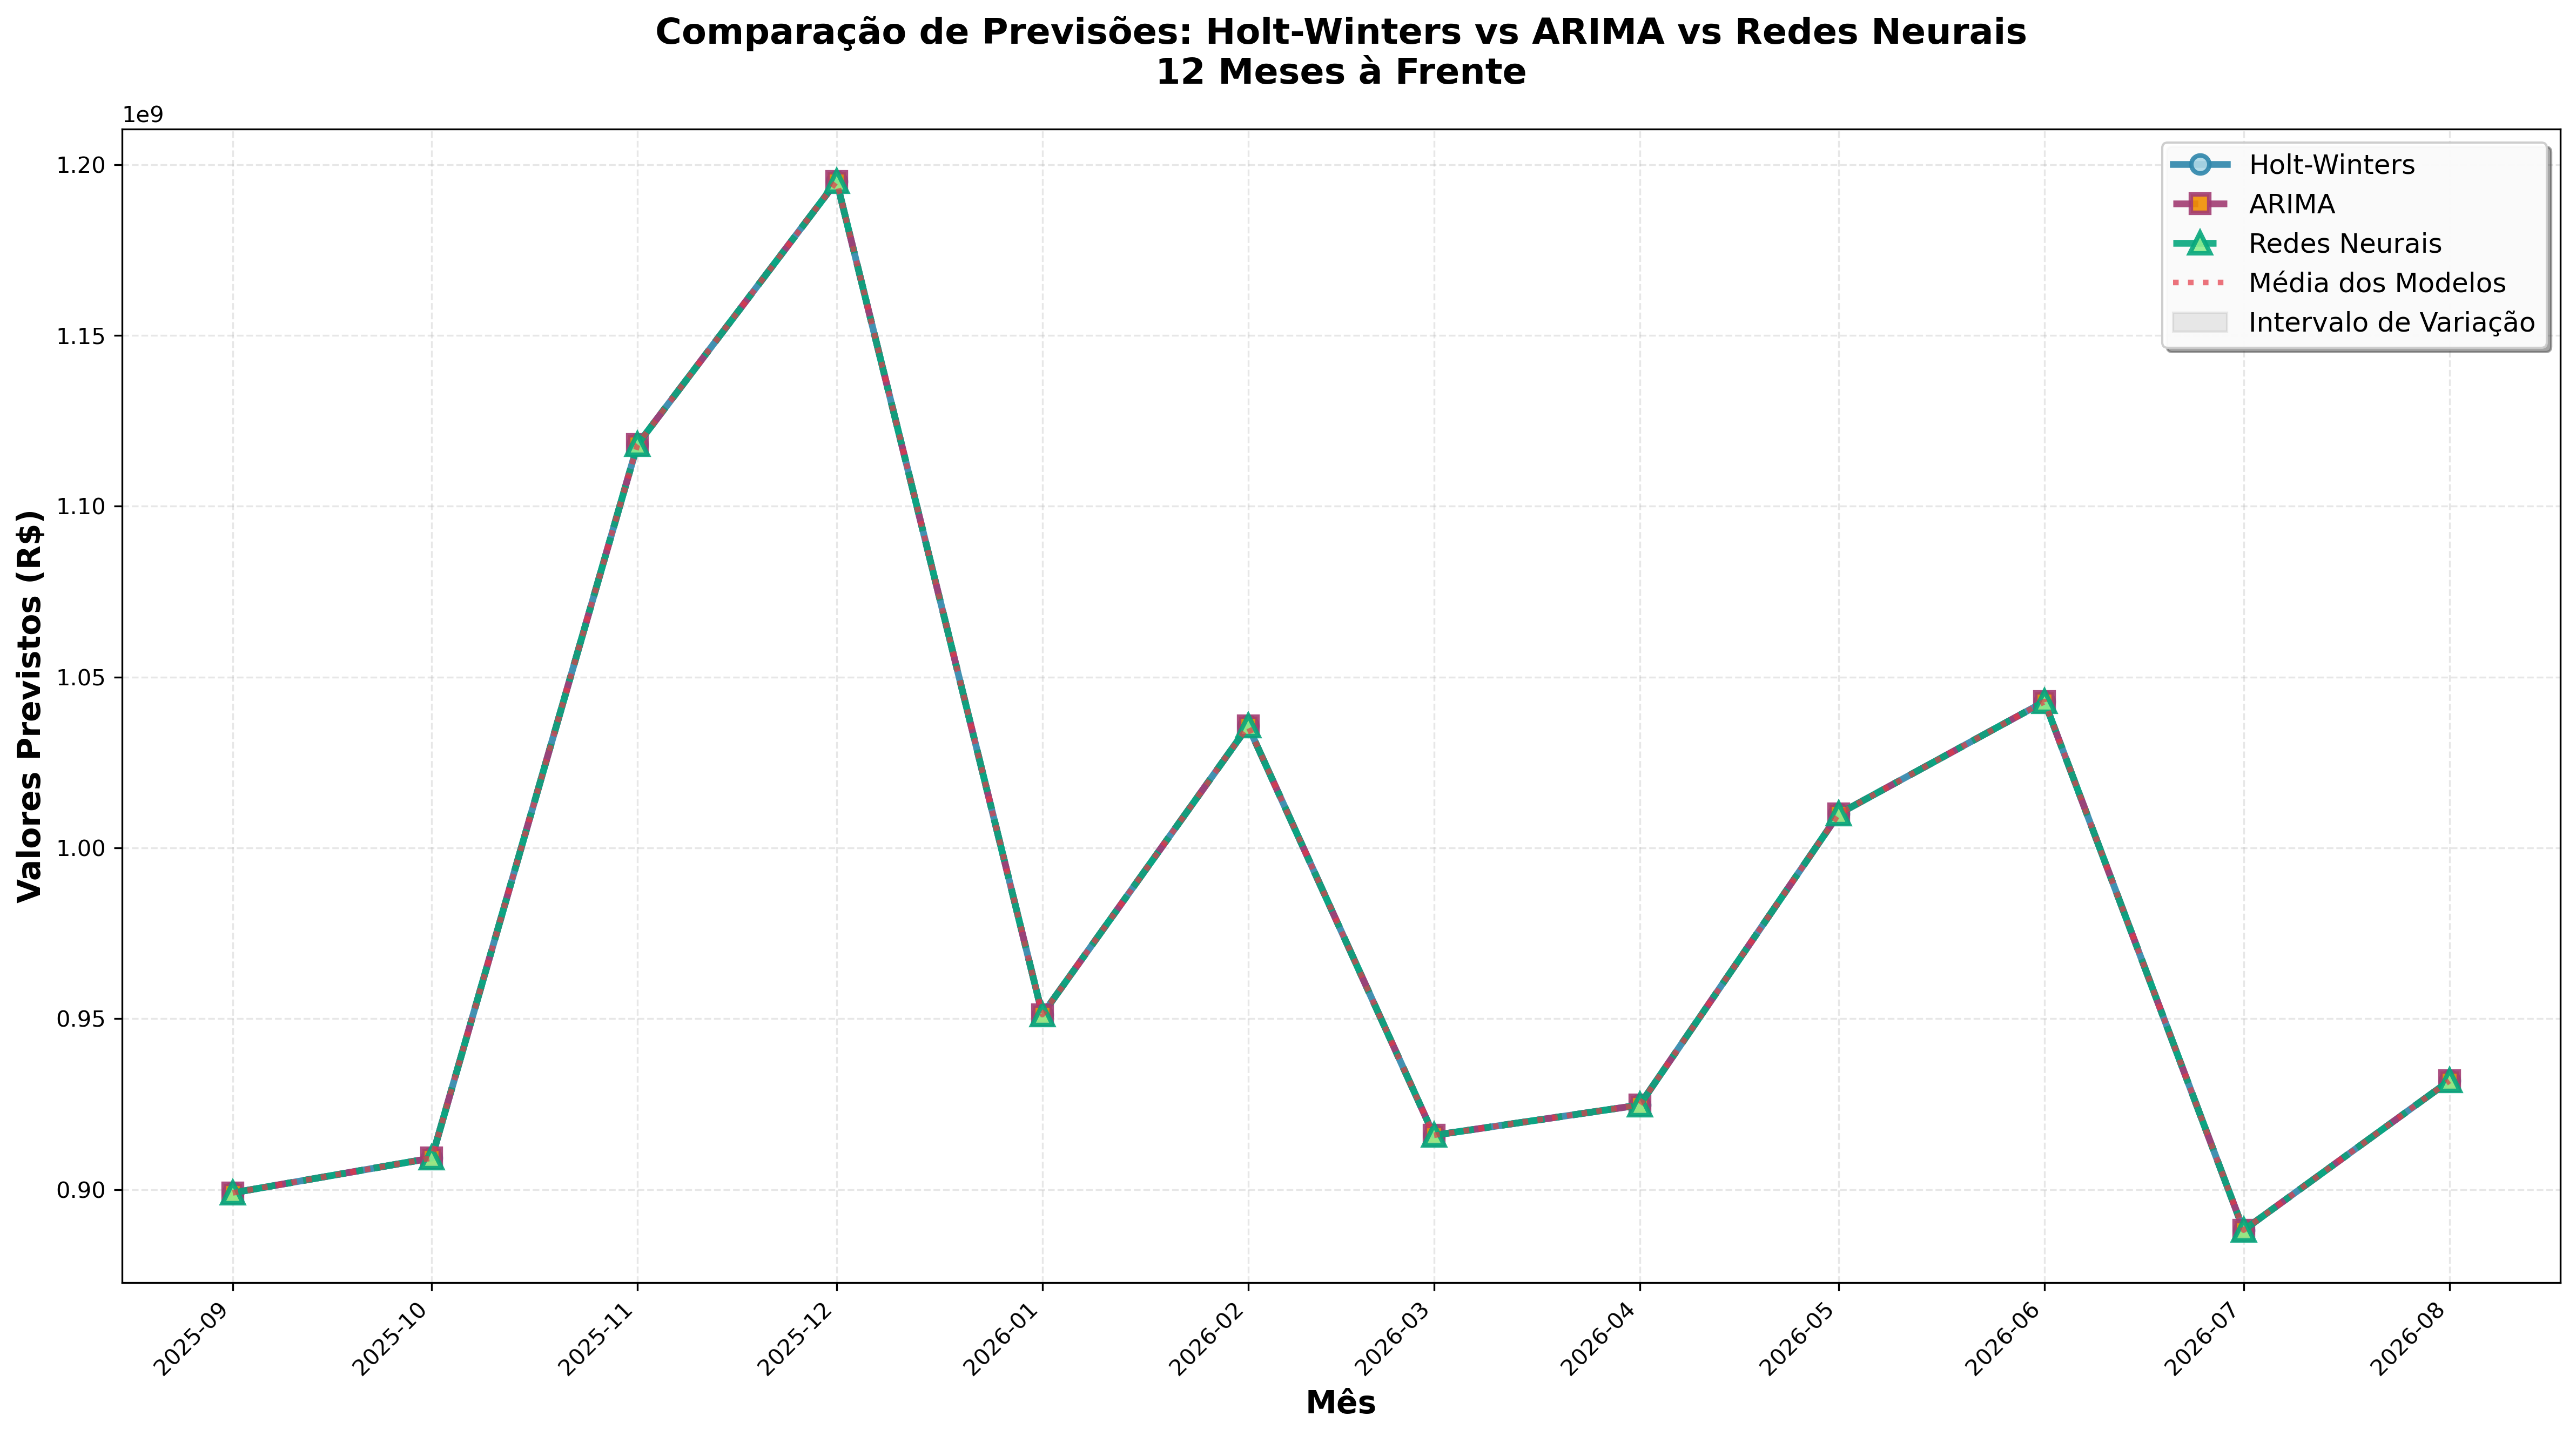 Comparação de Previsões: Holt-Winters vs ARIMA vs Redes Neurais
12 Meses à Frente
1e9
1.20
1.15
1.10
1.05
1.00
0.95
0.90
Valores Previstos (R$)
Holt-Winters
ARIMA
Redes Neurais
Média dos Modelos
Intervalo de Variação
2025-09
2025-10
2025-11
2025-12
2026-01
2026-02
2026-03
2026-04
2026-05
2026-06
2026-07
2026-08
Mês